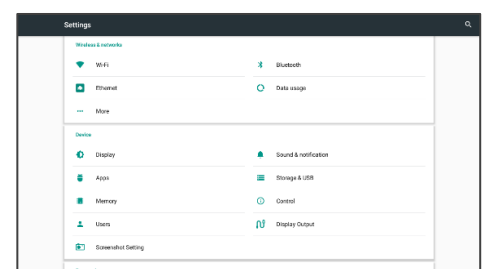 Settings
Wireless & networks
Wi-Fi
Bluetooth
Ethernet
Data usage
More
Device
Display
Sound & notification
Apps
Storage & USB
Memory
Control
Users
Display Output
Screenshot Setting